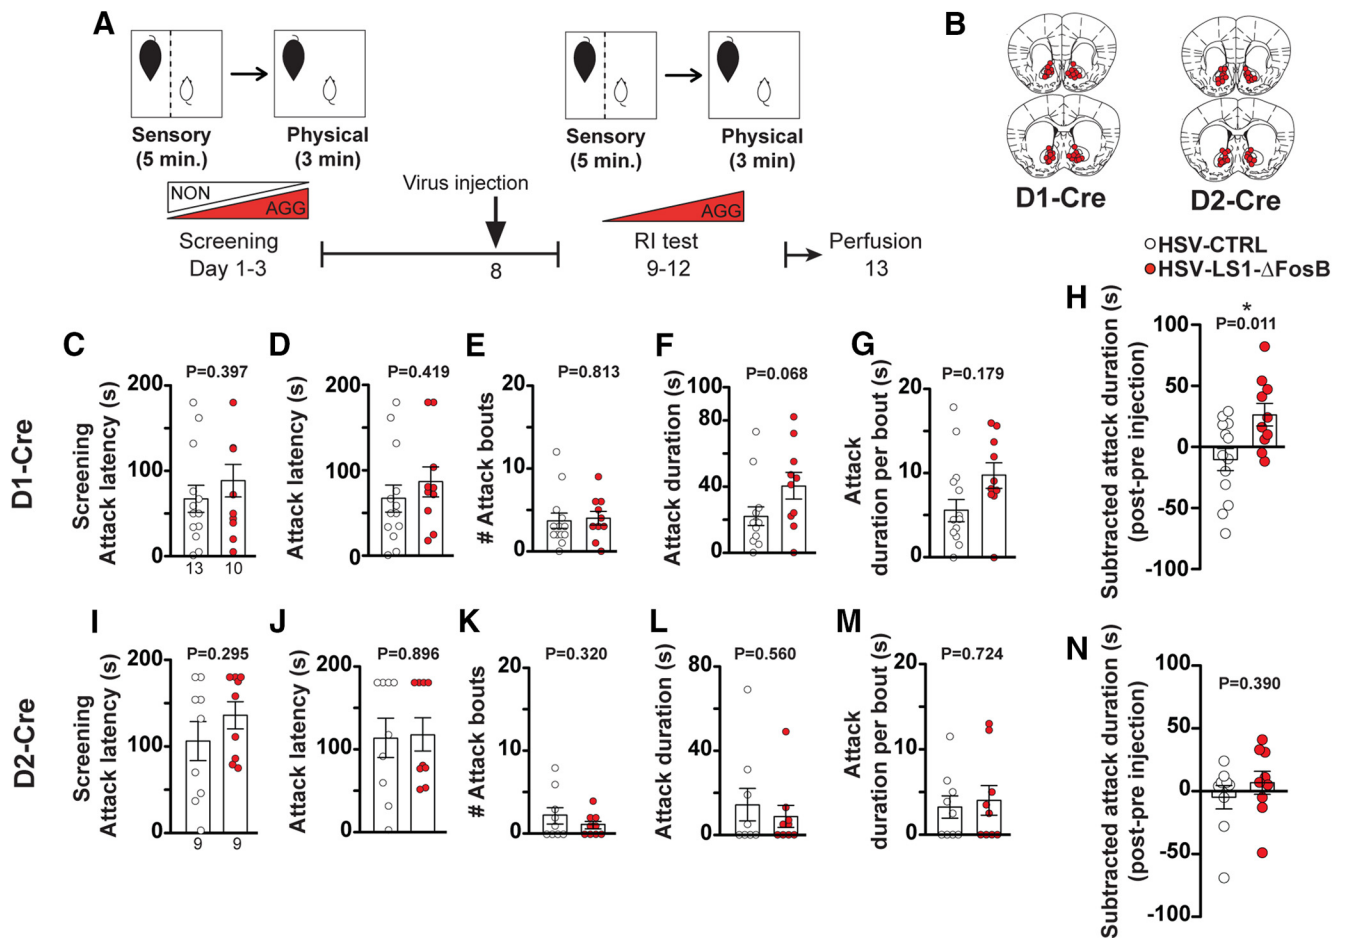 A
B
Sensory
(5 min.)
Physical
(3 min)
Sensory
(5 min.)
Physical
(3 min)
NON
AGG
Virus injection
AGG
Screening
Day 1-3
8
RI test
9-12
Perfusion
13
D1-Cre
D2-Cre
HSV-CTRL
HSV-LS1-ΔFosB
D1-Cre
C
P=0.397
Screening
Attack latency (s)
200
100
0
13
10
D
P=0.419
Attack latency (s)
200
100
0
E
P=0.813
# Attack bouts
20
10
0
F
P=0.068
Attack duration (s)
100
80
60
40
20
0
G
P=0.179
Attack
duration per bout (s)
20
10
0
H
*
P=0.011
Subtracted attack duration (s)
(post-pre injection)
100
50
0
-50
-100
D2-Cre
I
P=0.295
Screening
Attack latency (s)
200
100
0
9
9
J
P=0.896
Attack latency (s)
200
100
0
K
P=0.320
# Attack bouts
20
10
0
L
P=0.560
Attack duration (s)
80
40
0
M
P=0.724
Attack
duration per bout (s)
20
10
0
N
P=0.390
Subtracted attack duration (s)
(post-pre injection)
100
50
0
-50
-100